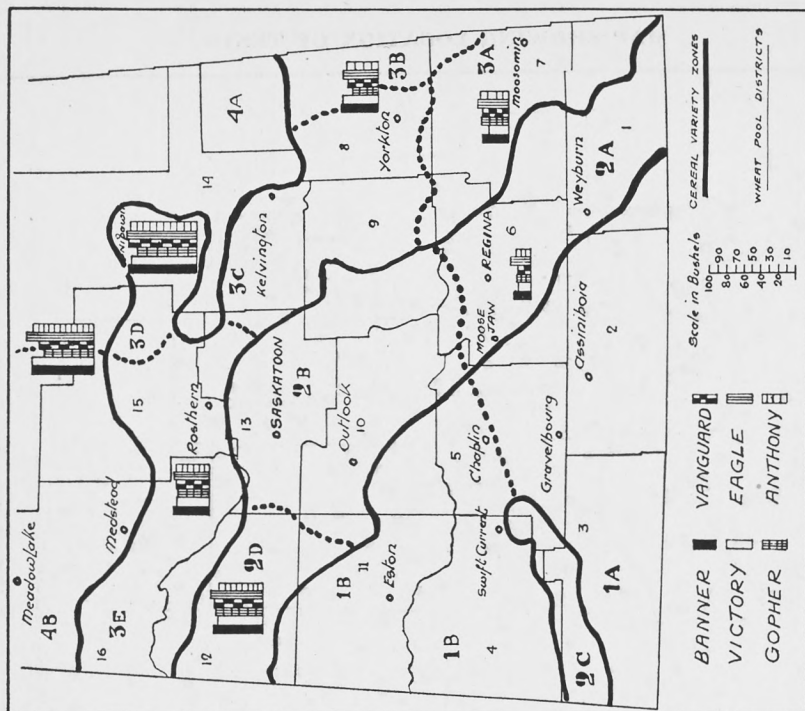 Meadow Lake
4B
16
3E
Medstead
15
3D
Nipawin
14
4A
Rosthern
3C
Kelvington
8
3B
Yorkton
12
2D
13
SASKATOON
2B
Outlook
10
9
3A
Moosomin
7
1B
11
Eston
5
Chaplin
MOOSE JAW
REGINA
6
Weyburn
2A
1
1B
4
Swift Current
Gravelbourg
Assiniboia
2
3
2C
1A
BANNER
VICTORY
GOPHER
VANGUARD
EAGLE
ANTHONY
Scale in Bushels
100
90
80
70
60
50
40
30
20
10
CEREAL VARIETY ZONES
WHEAT POOL DISTRICTS